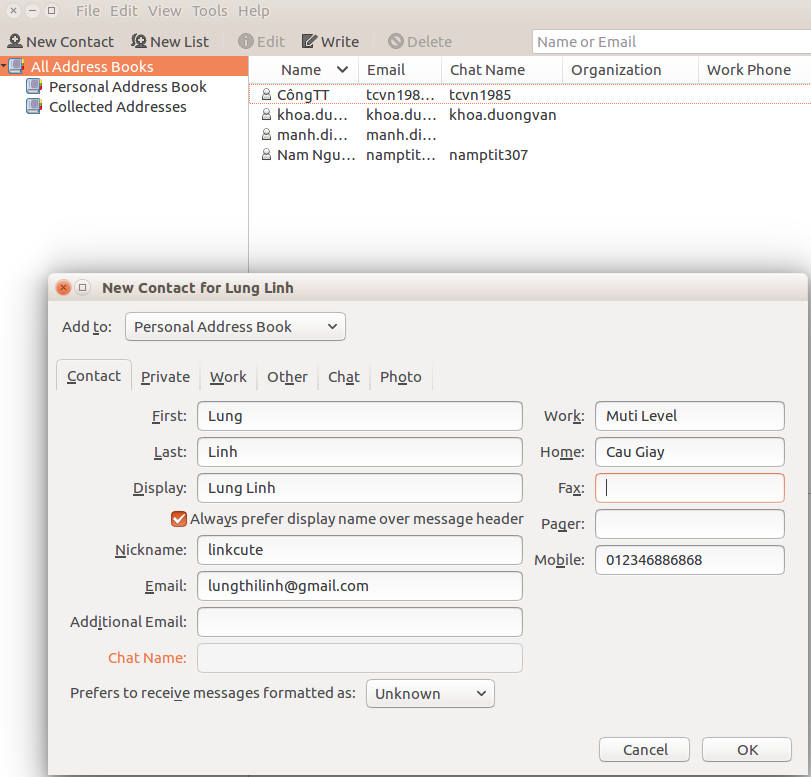 File Edit View Tools Help
New Contact New List Edit Write Delete Name or Email
All Address Books
Personal Address Book
Collected Addresses
Name Email Chat Name Organization Work Phone
CôngTT tcvn198... tcvn1985
khoa.du... khoa.du... khoa.duongvan
manh.di... manh.di...
Nam Ngu... namptit... namptit307
New Contact for Lung Linh
Add to: Personal Address Book
Contact Private Work Other Chat Photo
First: Lung Work: Muti Level
Last: Linh Home: Cau Giay
Display: Lung Linh Fax:
Always prefer display name over message header Pager:
Nickname: linkcute Mobile: 012346886868
Email: lungthilinh@gmail.com
Additional Email:
Chat Name:
Prefers to receive messages formatted as: Unknown
Cancel OK